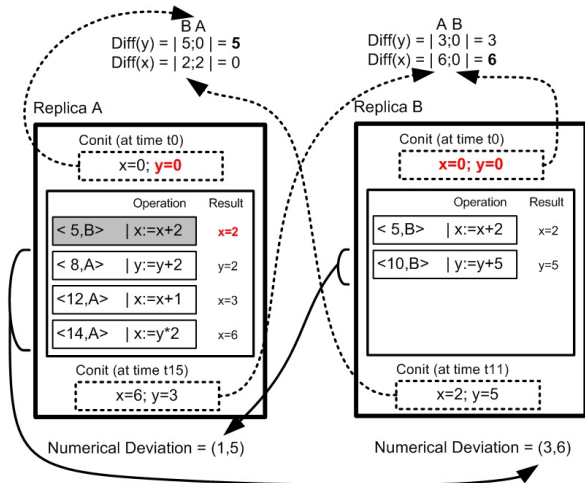 B A
Diff(y) = | 5;0 | = 5
Diff(x) = | 2;2 | = 0
A B
Diff(y) = | 3;0 | = 3
Diff(x) = | 6;0 | = 6
Replica A
Conit (at time t0)
x=0; y=0
Operation Result
< 5,B> | x:=x+2 x=2
< 8,A> | y:=y+2 y=2
<12,A> | x:=x+1 x=3
<14,A> | x:=y*2 x=6
Conit (at time t15)
x=6; y=3
Numerical Deviation = (1,5)
Replica B
Conit (at time t0)
x=0; y=0
Operation Result
< 5,B> | x:=x+2 x=2
<10,B> | y:=y+5 y=5
Conit (at time t11)
x=2; y=5
Numerical Deviation = (3,6)